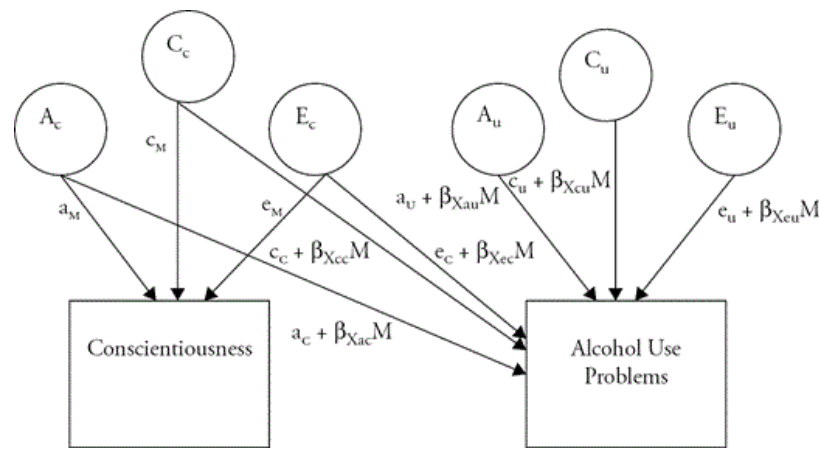 C_c
C_u
A_c
E_c
A_u
E_u
c_M
a_M
e_M
a_U + β_XauM
c_u + β_XcuM
e_u + β_XeuM
c_C + β_XccM
e_C + β_XecM
a_C + β_XacM
Conscientiousness
Alcohol Use
Problems